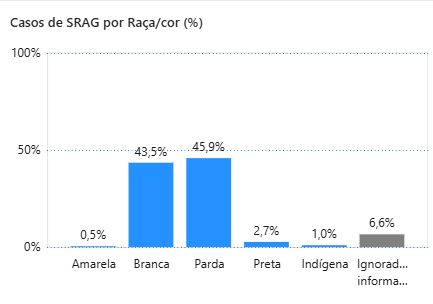 Casos de SRAG por Raça/cor (%)
100%
50%
0%
0,5%
43,5%
45,9%
2,7%
1,0%
6,6%
Amarela
Branca
Parda
Preta
Indígena
Ignorad...
informa...